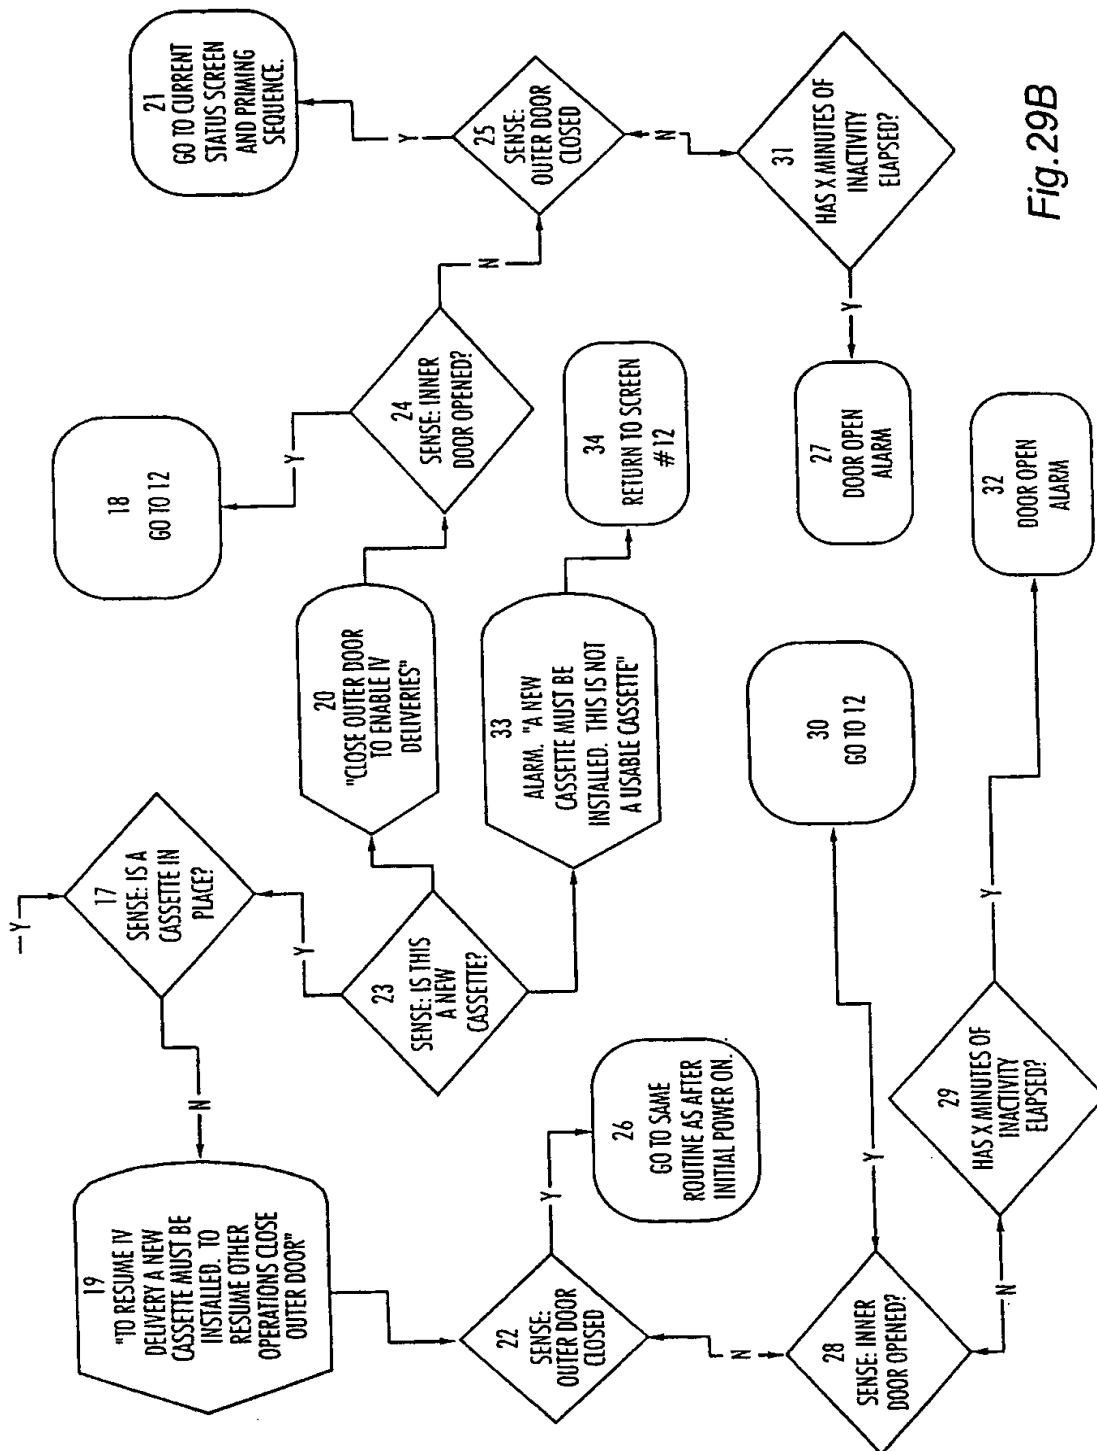 —Y
17
SENSE: IS A
CASSETTE IN
PLACE?
N
Y
19
"TO RESUME IV
DELIVERY A NEW
CASSETTE MUST BE
INSTALLED. TO
RESUME OTHER
OPERATIONS CLOSE
OUTER DOOR"
23
SENSE: IS THIS
A NEW
CASSETTE?
20
"CLOSE OUTER DOOR
TO ENABLE IV
DELIVERIES"
33
ALARM. "A NEW
CASSETTE MUST BE
INSTALLED. THIS IS NOT
A USABLE CASSETTE"
18
GO TO 12
Y
24
SENSE: INNER
DOOR OPENED?
N
34
RETURN TO SCREEN
#12
21
GO TO CURRENT
STATUS SCREEN
AND PRIMING
SEQUENCE.
Y
25
SENSE:
OUTER DOOR
CLOSED
N
31
HAS X MINUTES OF
INACTIVITY
ELAPSED?
Y
27
DOOR OPEN
ALARM
22
SENSE:
OUTER DOOR
CLOSED
Y
26
GO TO SAME
ROUTINE AS AFTER
INITIAL POWER ON.
N
28
SENSE: INNER
DOOR OPENED?
Y
30
GO TO 12
N
29
HAS X MINUTES OF
INACTIVITY
ELAPSED?
Y
32
DOOR OPEN
ALARM
Fig.29B